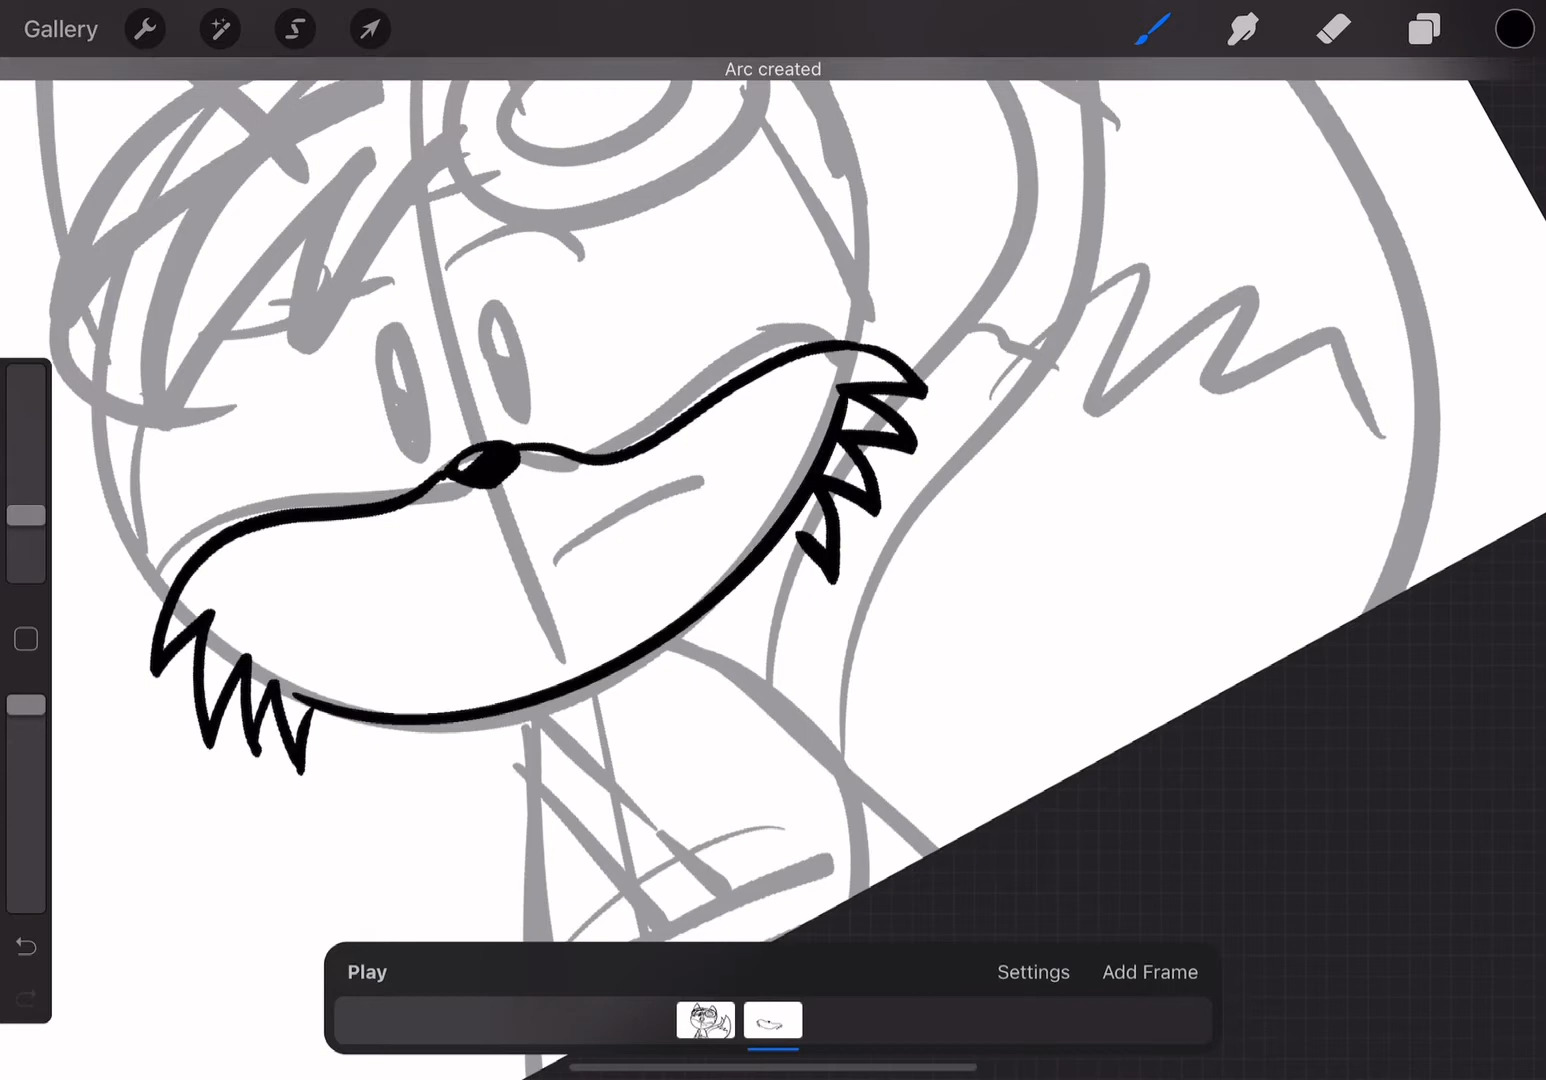 Gallery
Arc created
Play
Settings
Add Frame